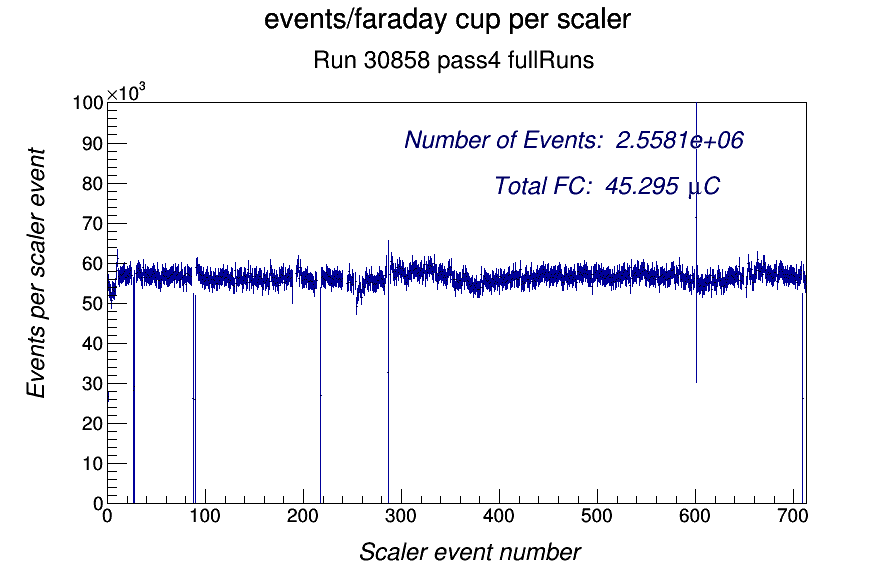 events/faraday cup per scaler
Run 30858 pass4 fullRuns
×10³
100
90
80
70
60
50
40
30
20
10
0
Events per scaler event
Number of Events: 2.5581e+06
Total FC: 45.295 μC
0 100 200 300 400 500 600 700
Scaler event number